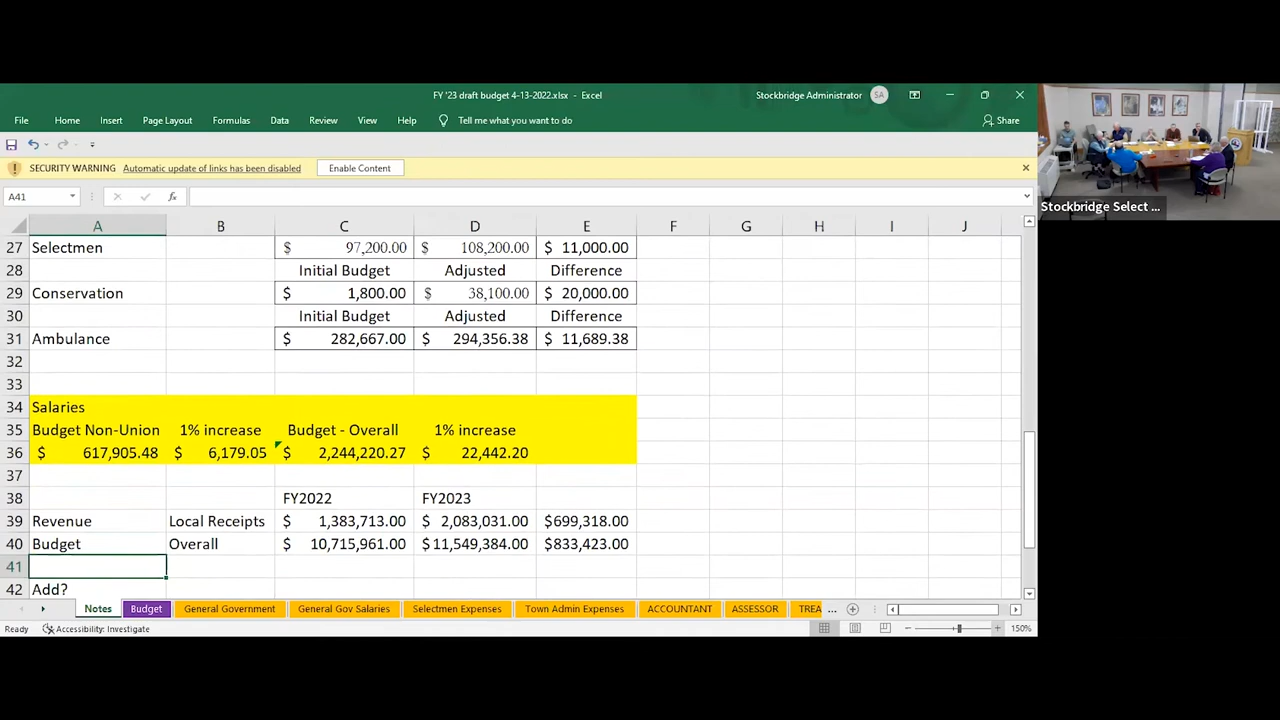 FY '23 draft budget 4-13-2022.xlsx - Excel
Stockbridge Administrator SA
File Home Insert Page Layout Formulas Data Review View Help Tell me what you want to do Share
SECURITY WARNING Automatic update of links has been disabled Enable Content
A41 fx
A B C D E F G H I J
27 Selectmen $ 97,200.00 $ 108,200.00 $ 11,000.00
28 Initial Budget Adjusted Difference
29 Conservation $ 1,800.00 $ 38,100.00 $ 20,000.00
30 Initial Budget Adjusted Difference
31 Ambulance $ 282,667.00 $ 294,356.38 $ 11,689.38
32
33
34 Salaries
35 Budget Non-Union 1% increase Budget - Overall 1% increase
36 $ 617,905.48 $ 6,179.05 $ 2,244,220.27 $ 22,442.20
37
38 FY2022 FY2023
39 Revenue Local Receipts $ 1,383,713.00 $ 2,083,031.00 $699,318.00
40 Budget Overall $ 10,715,961.00 $ 11,549,384.00 $833,423.00
41
42 Add?
Notes Budget General Government General Gov Salaries Selectmen Expenses Town Admin Expenses ACCOUNTANT ASSESSOR TREA ...
Ready Accessibility: Investigate 150%
Stockbridge Select ...